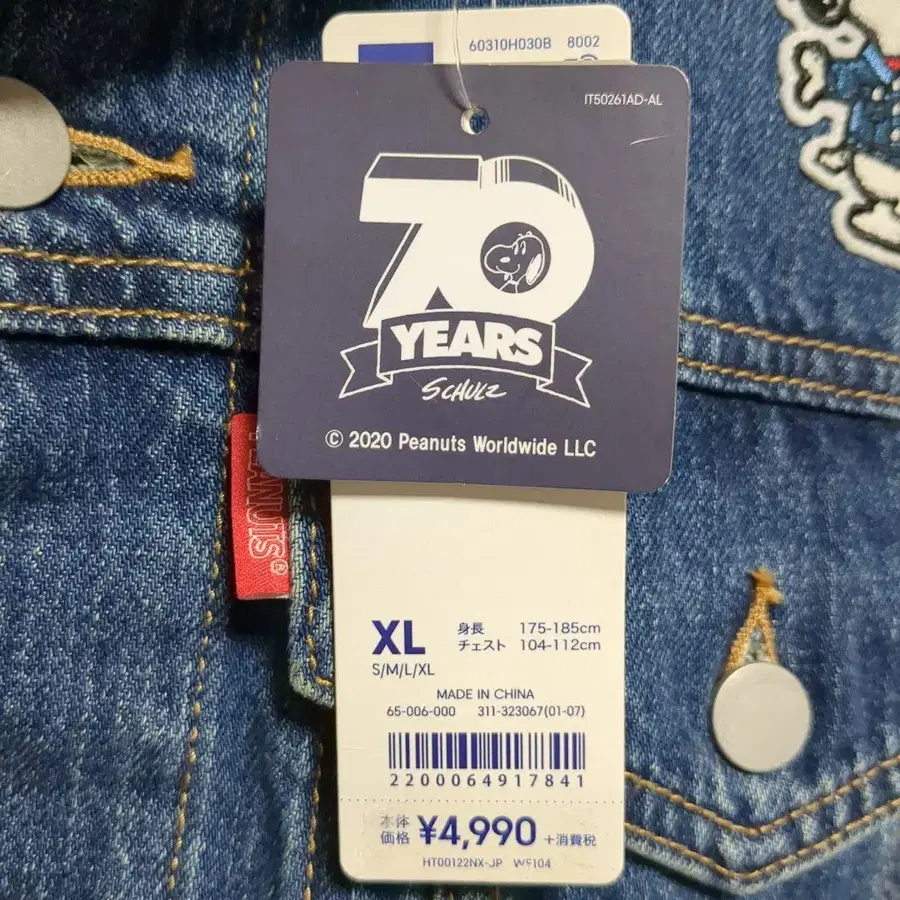 60310H030B 8002
IT50261AD-AL
70
YEARS
SCHULZ
© 2020 Peanuts Worldwide LLC
PEANUTS®
XL 身長 175-185cm
チェスト 104-112cm
S/M/L/XL
MADE IN CHINA
65-006-000 311-323067(01-07)
2200064917841
本体
価格 ¥4,990 +消費税
HT00122NX-JP WF104